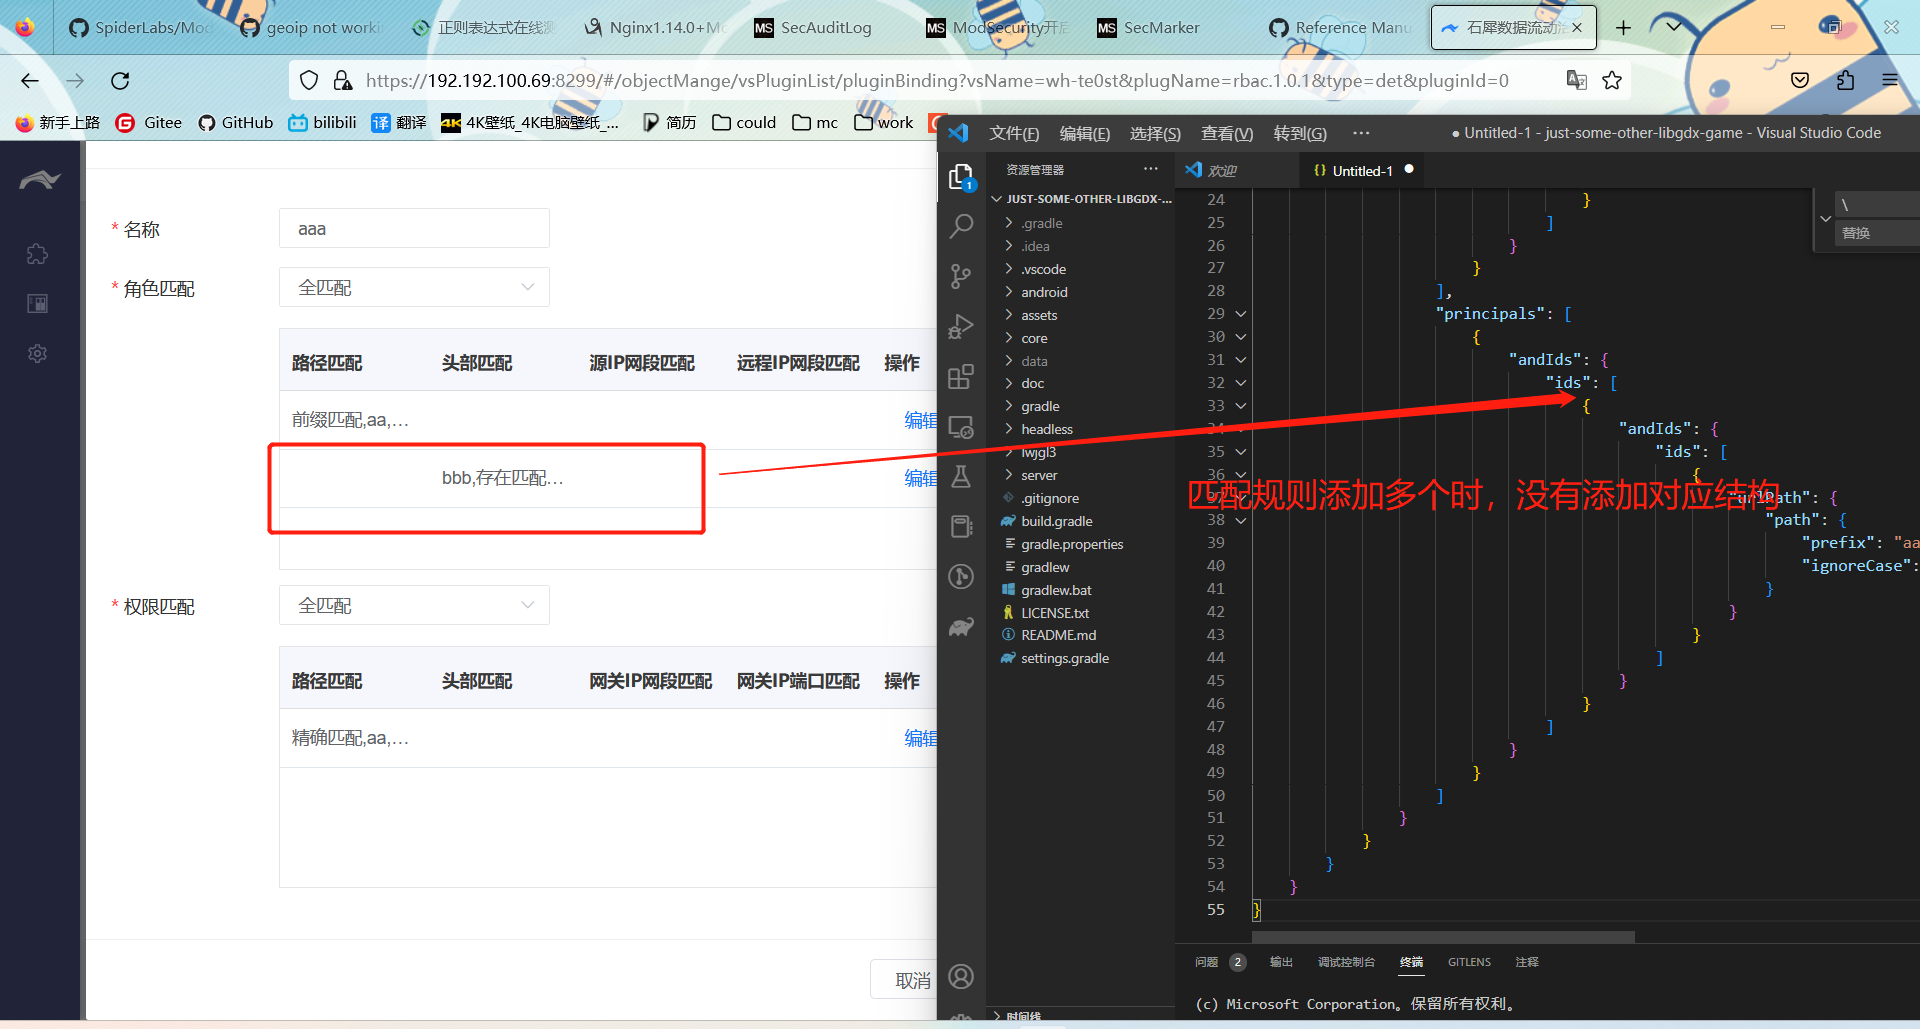 SpiderLabs/Mod
geoip not workin
正则表达式在线测
Nginx1.14.0+Mo
MS SecAuditLog
MS ModSecurity开启
MS SecMarker
Reference Manu
石犀数据流动治
https://192.192.100.69:8299/#/objectMange/vsPluginList/pluginBinding?vsName=wh-te0st&plugName=rbac.1.0.1&type=det&pluginId=0
新手上路
Gitee
GitHub
bilibili
译 翻译
4K 4K壁纸_4K电脑壁纸_...
简历
could
mc
work
文件(F) 编辑(E) 选择(S) 查看(V) 转到(G) ···
● Untitled-1 - just-some-other-libgdx-game - Visual Studio Code
* 名称
aaa
* 角色匹配
全匹配
路径匹配 头部匹配 源IP网段匹配 远程IP网段匹配 操作
前缀匹配,aa,... 编辑
bbb,存在匹配... 编辑
* 权限匹配
全匹配
路径匹配 头部匹配 网关IP网段匹配 网关IP端口匹配 操作
精确匹配,aa,... 编辑
取消
1
资源管理器 ···
JUST-SOME-OTHER-LIBGDX-...
.gradle
.idea
.vscode
android
assets
core
data
doc
gradle
headless
lwjgl3
server
.gitignore
build.gradle
gradle.properties
gradlew
gradlew.bat
LICENSE.txt
README.md
settings.gradle
时间线
欢迎
{} Untitled-1 ●
\
替换
24 }
25 ]
26 }
27 }
28 ],
29 "principals": [
30 {
31 "andIds": {
32 "ids": [
33 {
34 "andIds": {
35 "ids": [
36 {
37 "urlPath": {
38 "path": {
39 "prefix": "aa
40 "ignoreCase":
41 }
42 }
43 }
44 ]
45 }
46 }
47 ]
48 }
49 }
50 ]
51 }
52 }
53 }
54 }
55 }
匹配规则添加多个时，没有添加对应结构
问题 2 输出 调试控制台 终端 GITLENS 注释
(c) Microsoft Corporation。保留所有权利。